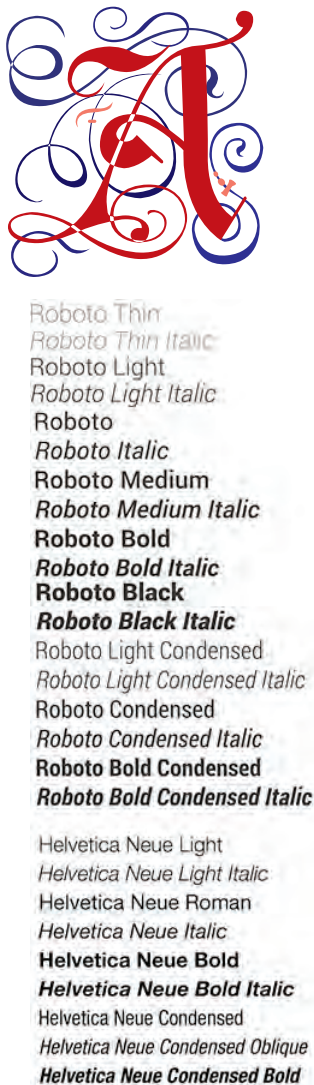 A
Roboto Thin
Roboto Thin Italic
Roboto Light
Roboto Light Italic
Roboto
Roboto Italic
Roboto Medium
Roboto Medium Italic
Roboto Bold
Roboto Bold Italic
Roboto Black
Roboto Black Italic
Roboto Light Condensed
Roboto Light Condensed Italic
Roboto Condensed
Roboto Condensed Italic
Roboto Bold Condensed
Roboto Bold Condensed Italic
Helvetica Neue Light
Helvetica Neue Light Italic
Helvetica Neue Roman
Helvetica Neue Italic
Helvetica Neue Bold
Helvetica Neue Bold Italic
Helvetica Neue Condensed
Helvetica Neue Condensed Oblique
Helvetica Neue Condensed Bold